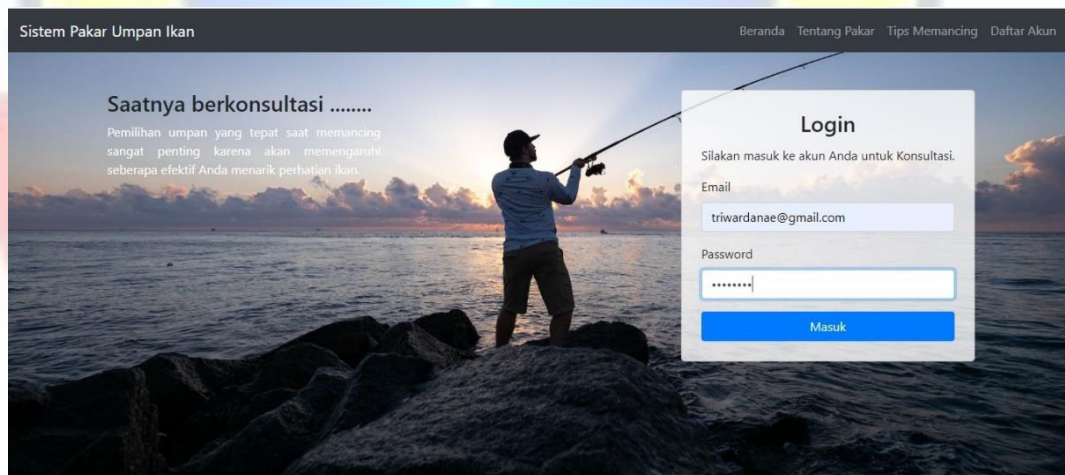 Sistem Pakar Umpan Ikan
Beranda Tentang Pakar Tips Memancing Daftar Akun
Saatnya berkonsultasi ........
Pemilihan umpan yang tepat saat memancing
sangat penting karena akan memengaruhi
seberapa efektif Anda menarik perhatian ikan.
Login
Silakan masuk ke akun Anda untuk Konsultasi.
Email
triwardanae@gmail.com
Password
••••••••
Masuk